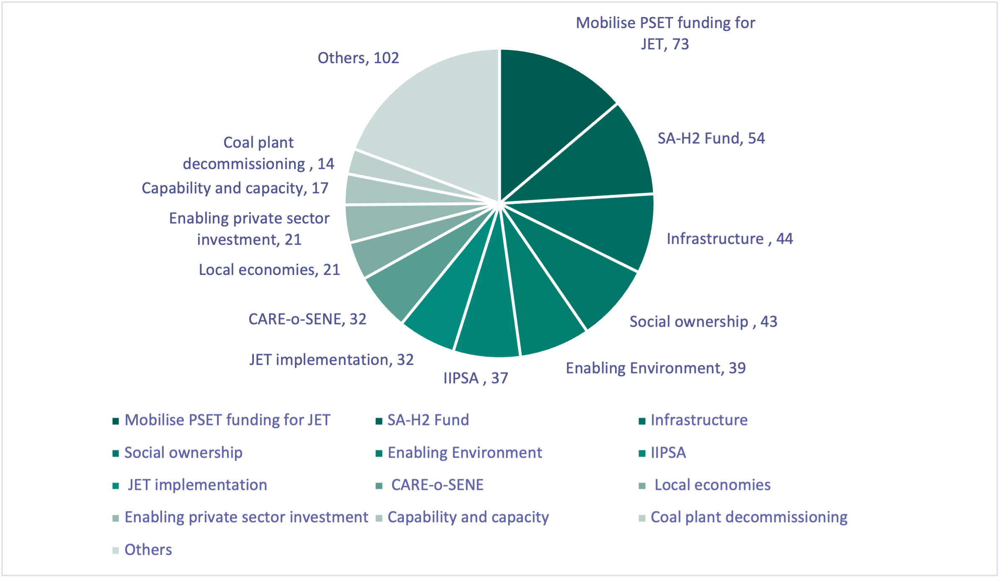 Mobilise PSET funding for
JET, 73
Others, 102
SA-H2 Fund, 54
Coal plant
decommissioning , 14
Capability and capacity, 17
Enabling private sector
investment, 21
Infrastructure , 44
Local economies, 21
CARE-o-SENE, 32
Social ownership , 43
JET implementation, 32
Enabling Environment, 39
IIPSA , 37
Mobilise PSET funding for JET
SA-H2 Fund
Infrastructure
Social ownership
Enabling Environment
IIPSA
JET implementation
CARE-o-SENE
Local economies
Enabling private sector investment
Capability and capacity
Coal plant decommissioning
Others